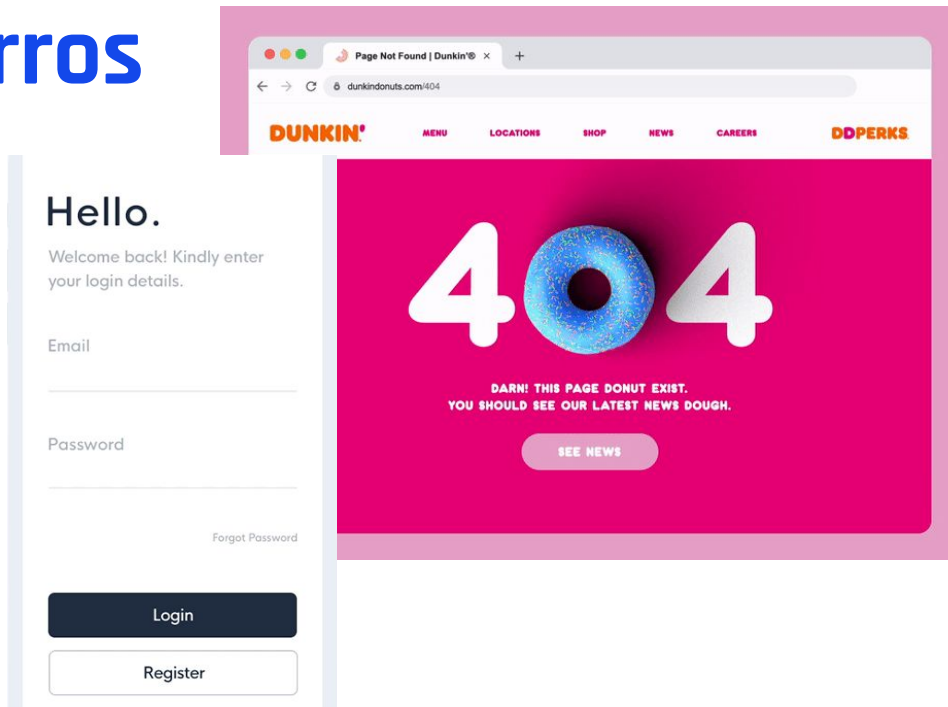 rros
Page Not Found | Dunkin'®
dunkindonuts.com/404
DUNKIN'
MENU
LOCATIONS
SHOP
NEWS
CAREERS
DDPERKS
404
DARN! THIS PAGE DONUT EXIST.
YOU SHOULD SEE OUR LATEST NEWS DOUGH.
SEE NEWS
Hello.
Welcome back! Kindly enter
your login details.
Email
Password
Forgot Password
Login
Register